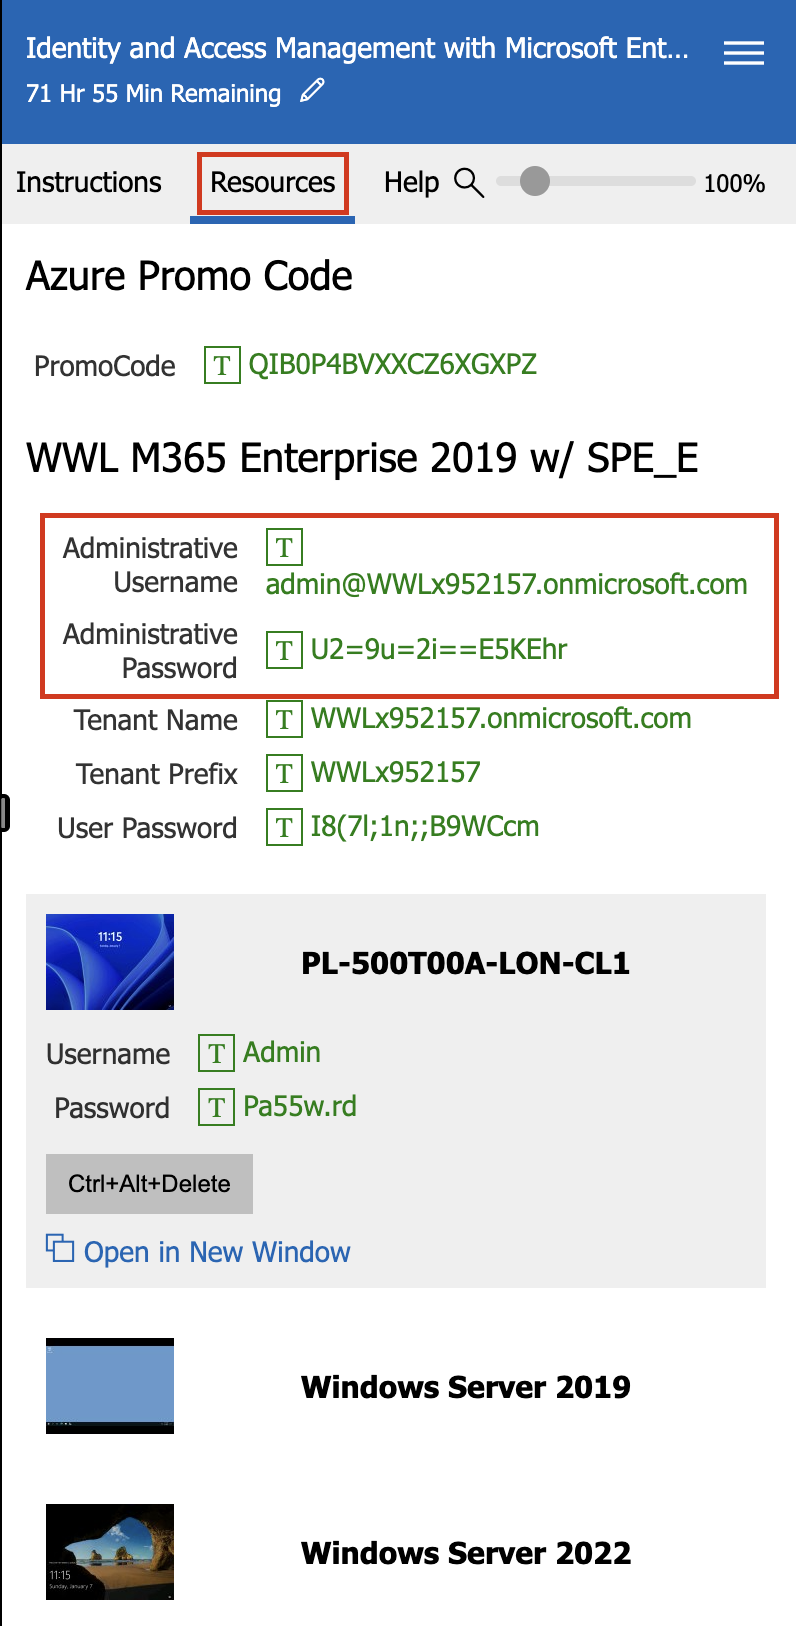 Identity and Access Management with Microsoft Ent...
71 Hr 55 Min Remaining
Instructions Resources Help 100%
Azure Promo Code
PromoCode T QIB0P4BVXXCZ6XGXPZ
WWL M365 Enterprise 2019 w/ SPE_E
Administrative Username T admin@WWLx952157.onmicrosoft.com
Administrative Password T U2=9u=2i==E5KEhr
Tenant Name T WWLx952157.onmicrosoft.com
Tenant Prefix T WWLx952157
User Password T I8(7l;1n;;B9WCcm
11:15
PL-500T00A-LON-CL1
Username T Admin
Password T Pa55w.rd
Ctrl+Alt+Delete
Open in New Window
Windows Server 2019
Windows Server 2022
11:15
Sunday, January 7